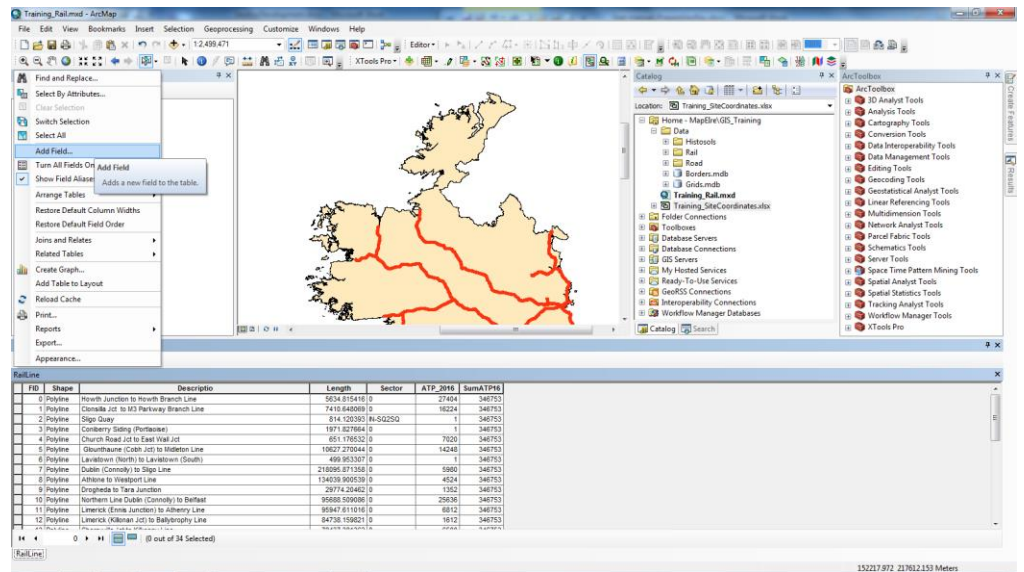 Training_Rail.mxd - ArcMap
File Edit View Bookmarks Insert Selection Geoprocessing Customize Windows Help
1:2,499,471
Editor
XTools Pro
Find and Replace...
Select By Attributes...
Clear Selection
Switch Selection
Select All
Add Field...
Turn All Fields On
Add Field
Adds a new field to the table.
Show Field Aliases
Arrange Tables
Restore Default Column Widths
Restore Default Field Order
Joins and Relates
Related Tables
Create Graph...
Add Table to Layout
Reload Cache
Print...
Reports
Export...
Appearance...
Catalog
Location: Training_SiteCoordinates.xlsx
Home - MapEIre\GIS_Training
Data
Histosols
Rail
Road
Borders.mdb
Grids.mdb
Training_Rail.mxd
Training_SiteCoordinates.xlsx
Folder Connections
Toolboxes
Database Servers
Database Connections
GIS Servers
My Hosted Services
Ready-To-Use Services
GeoRSS Connections
Interoperability Connections
Workflow Manager Databases
Catalog Search
ArcToolbox
ArcToolbox
3D Analyst Tools
Analysis Tools
Cartography Tools
Conversion Tools
Data Interoperability Tools
Data Management Tools
Editing Tools
Geocoding Tools
Geostatistical Analyst Tools
Linear Referencing Tools
Multidimension Tools
Network Analyst Tools
Parcel Fabric Tools
Schematics Tools
Server Tools
Space Time Pattern Mining Tools
Spatial Analyst Tools
Spatial Statistics Tools
Tracking Analyst Tools
Workflow Manager Tools
XTools Pro
Create Features
Results
RailLine
FID Shape Descriptio Length Sector ATP_2016 SumATP16
0 Polyline Howth Junction to Howth Branch Line 5634.815416 0 27404 346753
1 Polyline Clonsilla Jct to M3 Parkway Branch Line 7410.648069 0 16224 346753
2 Polyline Sligo Quay 814.120393 IN-SQ2SQ 1 346753
3 Polyline Coniberry Siding (Portlaoise) 1971.827664 0 1 346753
4 Polyline Church Road Jct to East Wall Jct 651.176532 0 7020 346753
5 Polyline Glounthaune (Cobh Jct) to Midleton Line 10627.270044 0 14248 346753
6 Polyline Lavistown (North) to Lavistown (South) 499.953307 0 1 346753
7 Polyline Dublin (Connolly) to Sligo Line 218095.871358 0 5980 346753
8 Polyline Athlone to Westport Line 134039.900539 0 4524 346753
9 Polyline Drogheda to Tara Junction 29774.20462 0 1352 346753
10 Polyline Northern Line Dublin (Connolly) to Belfast 95688.509086 0 25636 346753
11 Polyline Limerick (Ennis Junction) to Athenry Line 95947.611016 0 6812 346753
12 Polyline Limerick (Killonan Jct) to Ballybrophy Line 84738.159821 0 1612 346753
0 (0 out of 34 Selected)
RailLine
152217.972 217612.153 Meters